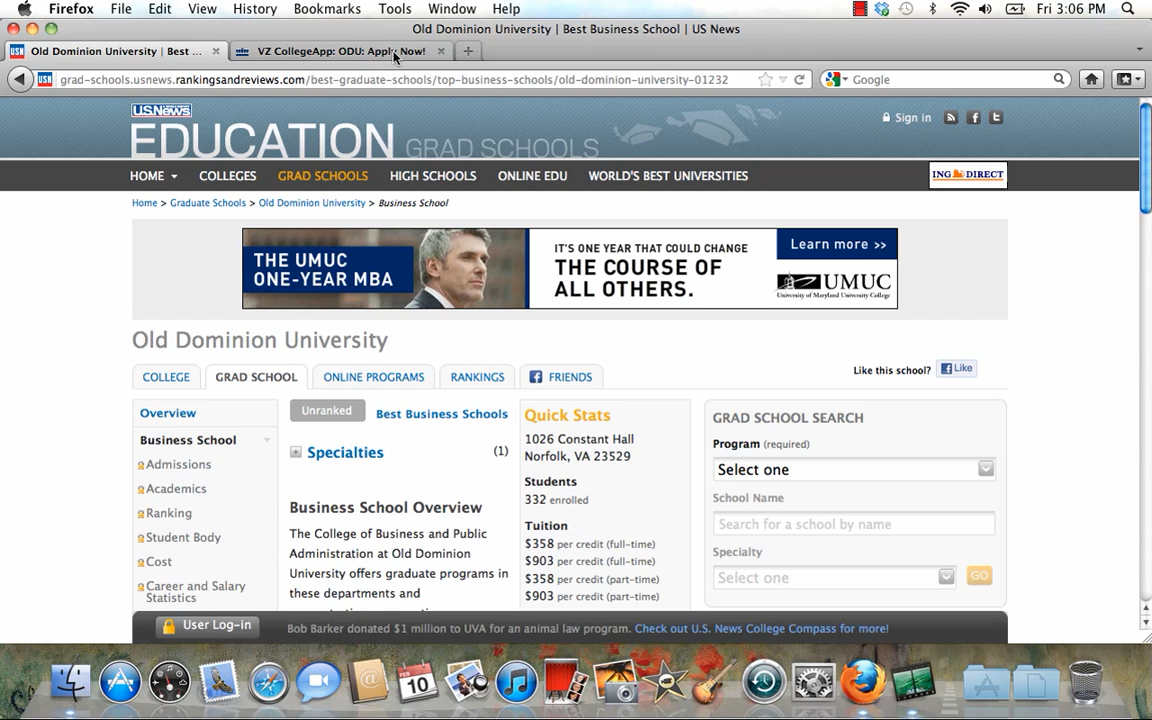 Firefox File Edit View History Bookmarks Tools Window Help Fri 3:06 PM
Old Dominion University | Best Business School | US News
USN Old Dominion University | Best ... VZ CollegeApp: ODU: Apply Now!
USN grad-schools.usnews.rankingsandreviews.com/best-graduate-schools/top-business-schools/old-dominion-university-01232 Google
U.S.News
EDUCATION GRAD SCHOOLS
Sign in
HOME COLLEGES GRAD SCHOOLS HIGH SCHOOLS ONLINE EDU WORLD'S BEST UNIVERSITIES
ING DIRECT
Home > Graduate Schools > Old Dominion University > Business School
THE UMUC
ONE-YEAR MBA
IT'S ONE YEAR THAT COULD CHANGE
THE COURSE OF
ALL OTHERS.
Learn more >>
UMUC
University of Maryland University College
Old Dominion University
COLLEGE GRAD SCHOOL ONLINE PROGRAMS RANKINGS FRIENDS
Like this school? Like
Overview
Business School
Admissions
Academics
Ranking
Student Body
Cost
Career and Salary
Statistics
Unranked Best Business Schools
Specialties (1)
Business School Overview
The College of Business and Public
Administration at Old Dominion
University offers graduate programs in
these departments and
Quick Stats
1026 Constant Hall
Norfolk, VA 23529
Students
332 enrolled
Tuition
$358 per credit (full-time)
$903 per credit (full-time)
$358 per credit (part-time)
$903 per credit (part-time)
GRAD SCHOOL SEARCH
Program (required)
Select one
School Name
Search for a school by name
Specialty
Select one GO
User Log-in Bob Barker donated $1 million to UVA for an animal law program. Check out U.S. News College Compass for more!
10